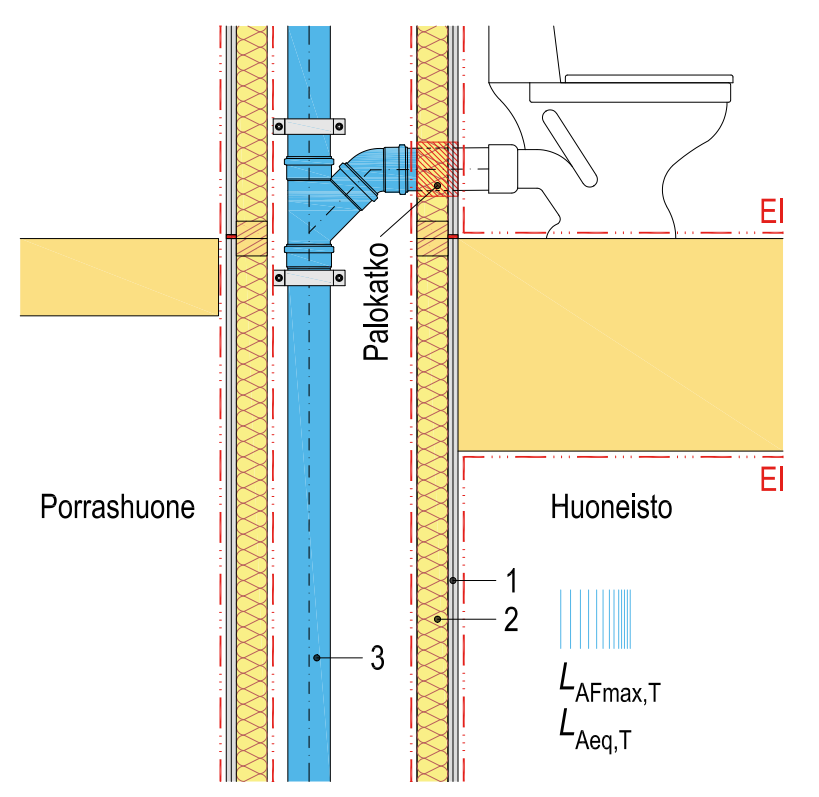 Palokatko
EI
EI
Porrashuone
Huoneisto
1
2
3
LAFmax,T
LAeq,T